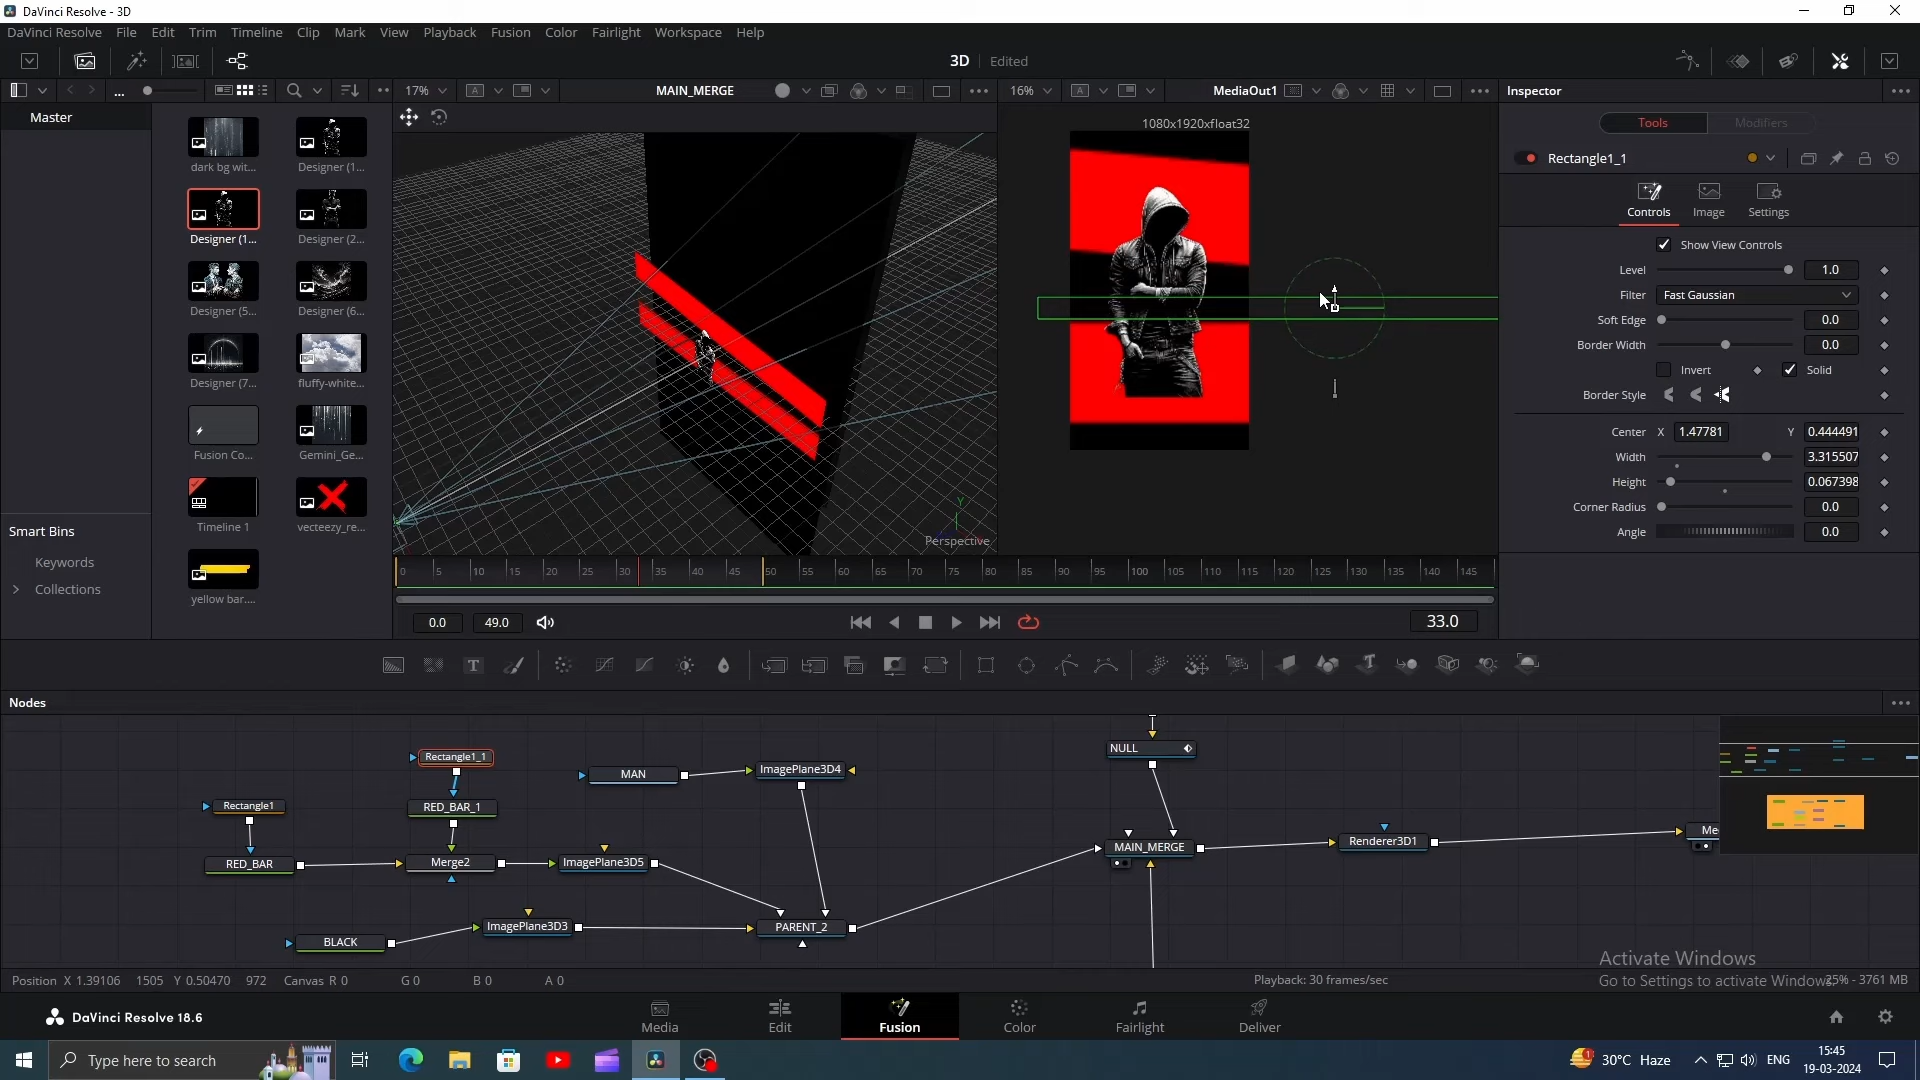 DaVinci Resolve - 3D
DaVinci Resolve File Edit Trim Timeline Clip Mark View Playback Fusion Color Fairlight Workspace Help
3D Edited
... 17% A MAIN_MERGE 16% A MediaOut1 Inspector
Master
1080x1920xfloat32
Tools Modifiers
Rectangle1_1
dark bg wit... Designer (1...
Controls Image Settings
Designer (1... Designer (2...
Show View Controls
Level 1.0
Filter Fast Gaussian
Designer (5... Designer (6...
Soft Edge 0.0
Border Width 0.0
Invert Solid
Designer (7... fluffy-white...
Border Style
Center X 1.47781 Y 0.444491
Fusion Co... Gemini_Ge...
Width 3.315507
Height 0.067398
Corner Radius 0.0
Timeline 1 vecteezy_re...
Angle 0.0
Smart Bins
Keywords
Collections
yellow bar....
Y
Perspective
0 5 10 15 20 25 30 35 40 45 50 55 60 65 70 75 80 85 90 95 100 105 110 115 120 125 130 135 140 145
0.0 49.0 33.0
T
Nodes
Rectangle1_1
NULL
MAN
ImagePlane3D4
Rectangle1
RED_BAR_1
RED_BAR
Merge2
ImagePlane3D5
MAIN_MERGE
Renderer3D1
Me
BLACK
ImagePlane3D3
PARENT_2
Activate Windows
Go to Settings to activate Windows.
Position X 1.39106 1505 Y 0.50470 972 Canvas R 0 G 0 B 0 A 0 Playback: 30 frames/sec 25% - 3761 MB
DaVinci Resolve 18.6
Media Edit Fusion Color Fairlight Deliver
Type here to search
1
30°C Haze
ENG
15:45
19-03-2024